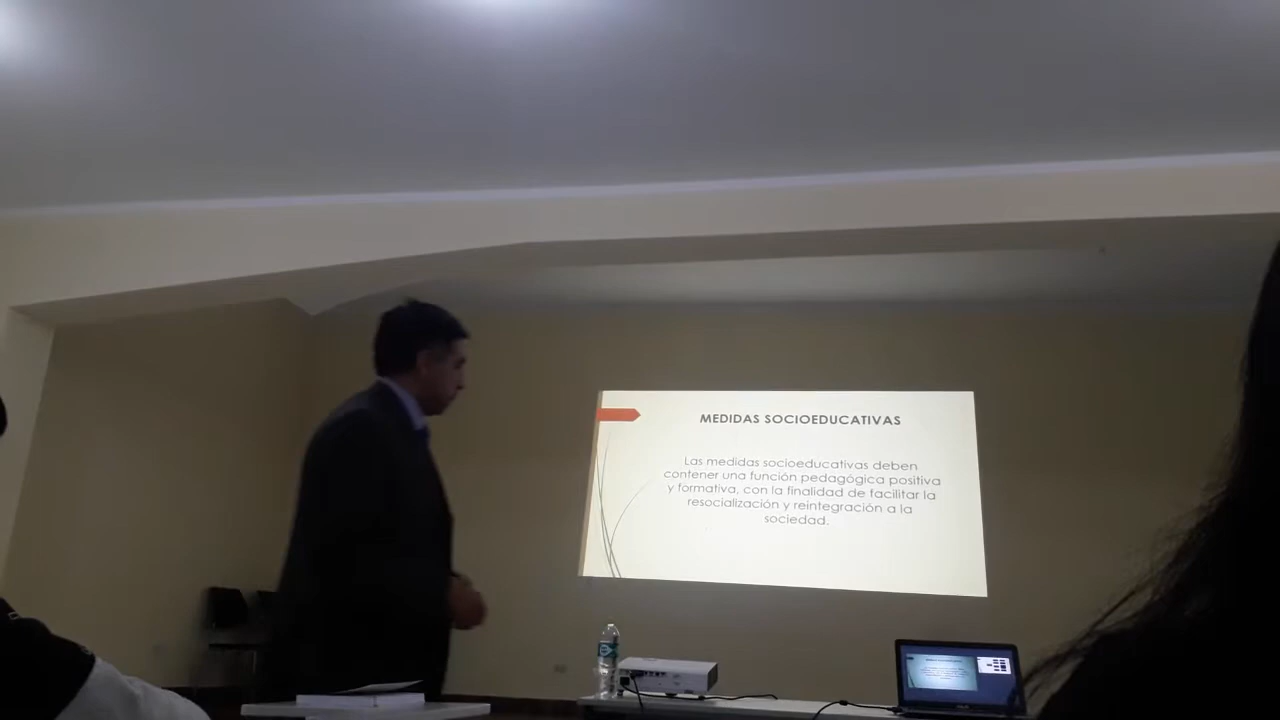 MEDIDAS SOCIOEDUCATIVAS
Las medidas socioeducativas deben
contener una función pedagógica positiva
y formativa, con la finalidad de facilitar la
resocialización y reintegración a la
sociedad.